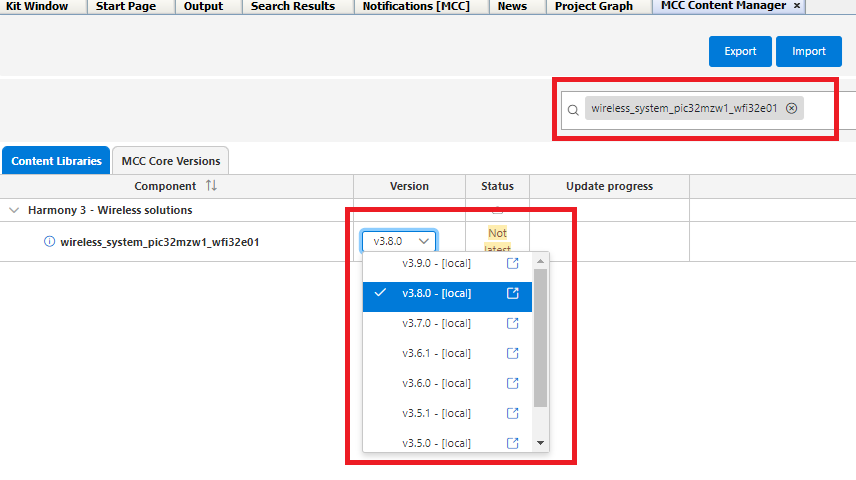 Kit Window Start Page Output Search Results Notifications [MCC] News Project Graph MCC Content Manager ×
Export Import
wireless_system_pic32mzw1_wfi32e01
Content Libraries MCC Core Versions
Component Version Status Update progress
Harmony 3 - Wireless solutions
wireless_system_pic32mzw1_wfi32e01 v3.8.0 Not
latest
v3.9.0 - [local]
v3.8.0 - [local]
v3.7.0 - [local]
v3.6.1 - [local]
v3.6.0 - [local]
v3.5.1 - [local]
v3.5.0 - [local]